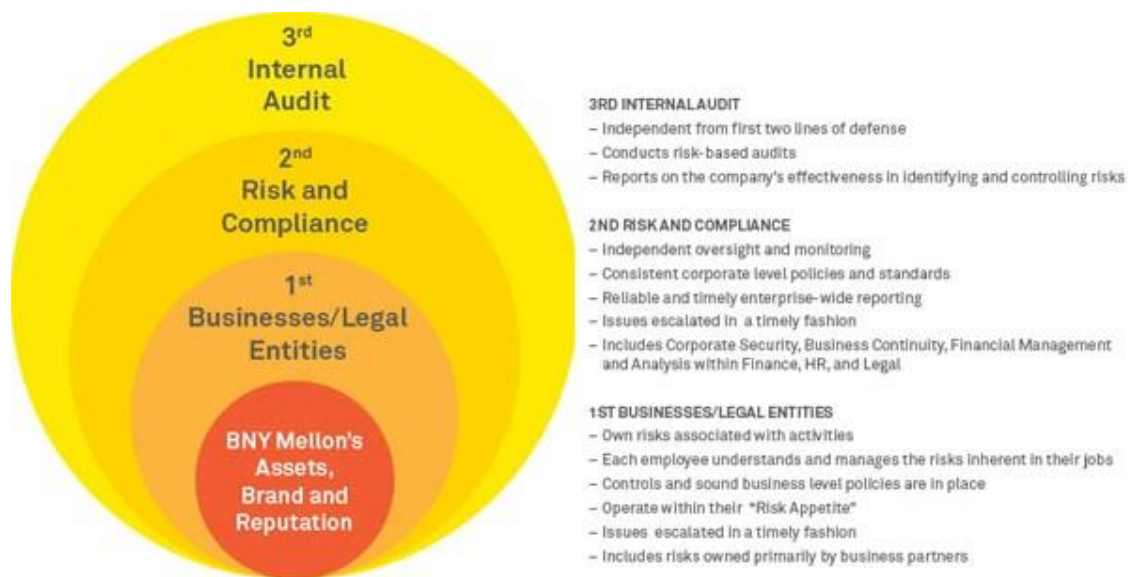 3rd
Internal
Audit
2nd
Risk and
Compliance
1st
Businesses/Legal
Entities
BNY Mellon's
Assets,
Brand and
Reputation
3RD INTERNAL AUDIT
– Independent from first two lines of defense
– Conducts risk-based audits
– Reports on the company's effectiveness in identifying and controlling risks
2ND RISK AND COMPLIANCE
– Independent oversight and monitoring
– Consistent corporate level policies and standards
– Reliable and timely enterprise-wide reporting
– Issues escalated in a timely fashion
– Includes Corporate Security, Business Continuity, Financial Management
and Analysis within Finance, HR, and Legal
1ST BUSINESSES/LEGAL ENTITIES
– Own risks associated with activities
– Each employee understands and manages the risks inherent in their jobs
– Controls and sound business level policies are in place
– Operate within their "Risk Appetite"
– Issues escalated in a timely fashion
– Includes risks owned primarily by business partners